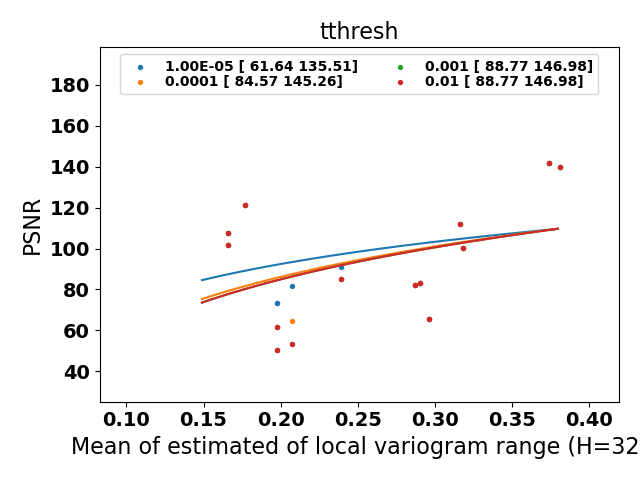 tthresh
1.00E-05 [ 61.64 135.51]
0.0001 [ 84.57 145.26]
0.001 [ 88.77 146.98]
0.01 [ 88.77 146.98]
PSNR
180
160
140
120
100
80
60
40
0.10 0.15 0.20 0.25 0.30 0.35 0.40
Mean of estimated of local variogram range (H=32